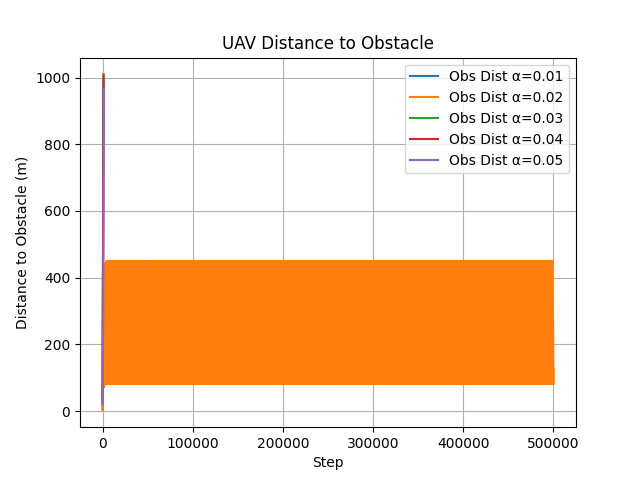 UAV Distance to Obstacle
Distance to Obstacle (m)
1000
800
600
400
200
0
Obs Dist α=0.01
Obs Dist α=0.02
Obs Dist α=0.03
Obs Dist α=0.04
Obs Dist α=0.05
0 100000 200000 300000 400000 500000
Step